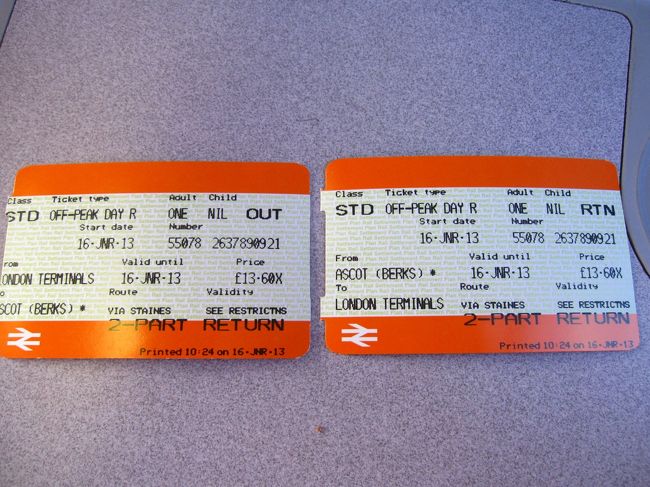 Class Ticket type Adult Child
STD OFF-PEAK DAY R ONE NIL OUT
Start date Number
16·JNR·13 55078 2637890921
From Valid until Price
LONDON TERMINALS 16·JNR·13 £13·60X
To Route Validity
ASCOT (BERKS) * VIA STAINES SEE RESTRICTNS
2-PART RETURN
Printed 10:24 on 16·JNR·13
Class Ticket type Adult Child
STD OFF-PEAK DAY R ONE NIL RTN
Start date Number
16·JNR·13 55078 2637890921
From Valid until Price
ASCOT (BERKS) * 16·JNR·13 £13·60X
To Route Validity
LONDON TERMINALS VIA STAINES SEE RESTRICTNS
2-PART RETURN
Printed 10:24 on 16·JNR·13